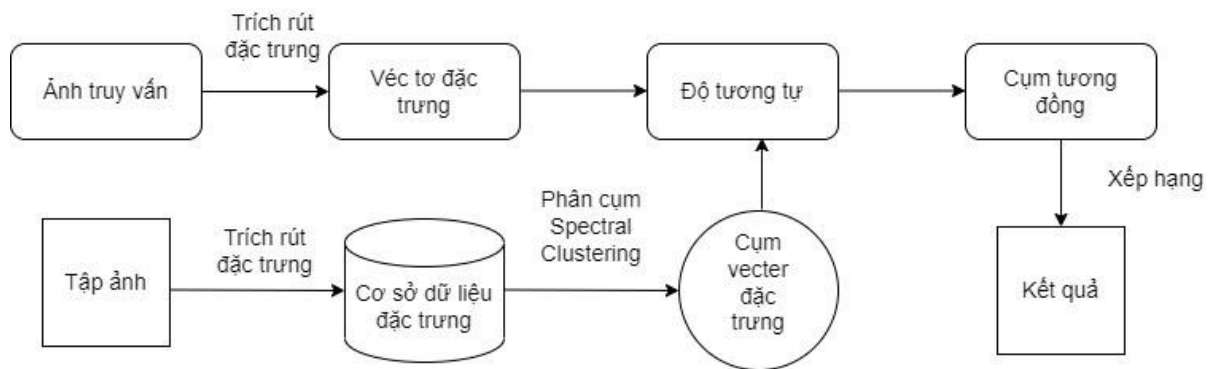 Trích rút
đặc trưng
Ảnh truy vấn
Véc tơ đặc
trưng
Độ tương tự
Cụm tương
đồng
Xếp hạng
Tập ảnh
Trích rút
đặc trưng
Cơ sở dữ liệu
đặc trưng
Phân cụm
Spectral
Clustering
Cụm
vecter
đặc
trưng
Kết quả